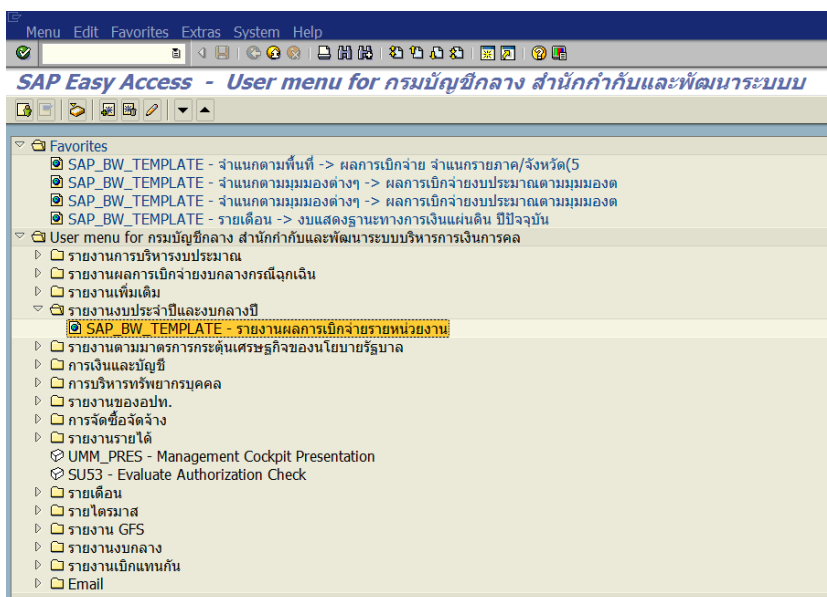 Menu Edit Favorites Extras System Help
SAP Easy Access - User menu for กรมบัญชีกลาง สำนักกำกับและพัฒนาระบบบ
Favorites
SAP_BW_TEMPLATE - จำแนกตามพื้นที่ -> ผลการเบิกจ่าย จำแนกรายภาค/จังหวัด(5
SAP_BW_TEMPLATE - จำแนกตามมุมมองต่างๆ -> ผลการเบิกจ่ายงบประมาณตามมุมมองต
SAP_BW_TEMPLATE - จำแนกตามมุมมองต่างๆ -> ผลการเบิกจ่ายงบประมาณตามมุมมองต
SAP_BW_TEMPLATE - รายเดือน -> งบแสดงฐานะทางการเงินแผ่นดิน ปีปัจจุบัน
User menu for กรมบัญชีกลาง สำนักกำกับและพัฒนาระบบบริหารการเงินการคล
รายงานการบริหารงบประมาณ
รายงานผลการเบิกจ่ายงบกลางกรณีฉุกเฉิน
รายงานเพิ่มเติม
รายงานงบประจำปีและงบกลางปี
SAP_BW_TEMPLATE - รายงานผลการเบิกจ่ายรายหน่วยงาน
รายงานตามมาตรการกระตุ้นเศรษฐกิจของนโยบายรัฐบาล
การเงินและบัญชี
การบริหารทรัพยากรบุคคล
รายงานของอปท.
การจัดซื้อจัดจ้าง
รายงานรายได้
UMM_PRES - Management Cockpit Presentation
SU53 - Evaluate Authorization Check
รายเดือน
รายไตรมาส
รายงาน GFS
รายงานงบกลาง
รายงานเบิกแทนกัน
Email